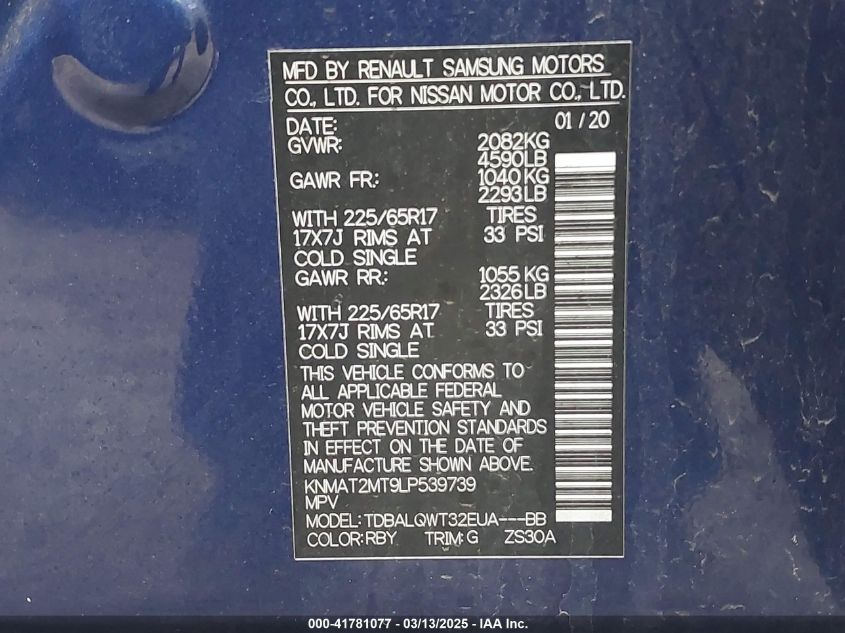 MFD BY RENAULT SAMSUNG MOTORS
CO., LTD. FOR NISSAN MOTOR CO., LTD.
DATE: 01 / 20
GVWR: 2082KG
4590LB
GAWR FR.: 1040 KG
2293LB
WITH 225/65R17 TIRES
17X7J RIMS AT 33 PSI
COLD SINGLE
GAWR RR.: 1055 KG
2326LB
WITH 225/65R17 TIRES
17X7J RIMS AT 33 PSI
COLD SINGLE
THIS VEHICLE CONFORMS TO
ALL APPLICABLE FEDERAL
MOTOR VEHICLE SAFETY AND
THEFT PREVENTION STANDARDS
IN EFFECT ON THE DATE OF
MANUFACTURE SHOWN ABOVE.
KNMAT2MT9LP539739
MPV
MODEL: TDBALQWT32EUA---BB
COLOR: RBY TRIM: G ZS30A
000-41781077 - 03/13/2025 - IAA Inc.